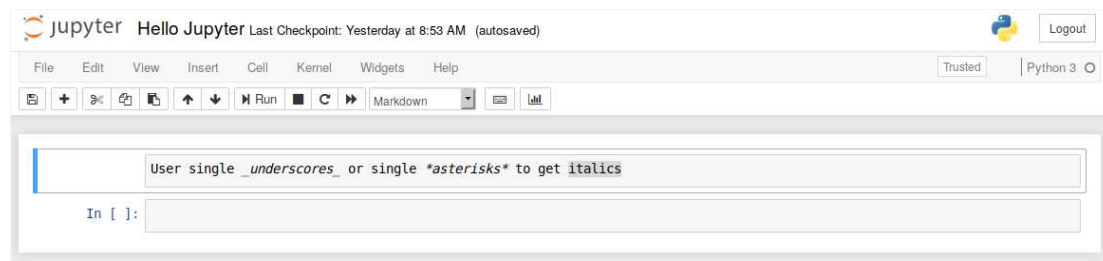 jupyter Hello Jupyter Last Checkpoint: Yesterday at 8:53 AM (autosaved) Logout
File Edit View Insert Cell Kernel Widgets Help Trusted Python 3 O
Run Markdown
User single _underscores_ or single *asterisks* to get italics
In [ ]: